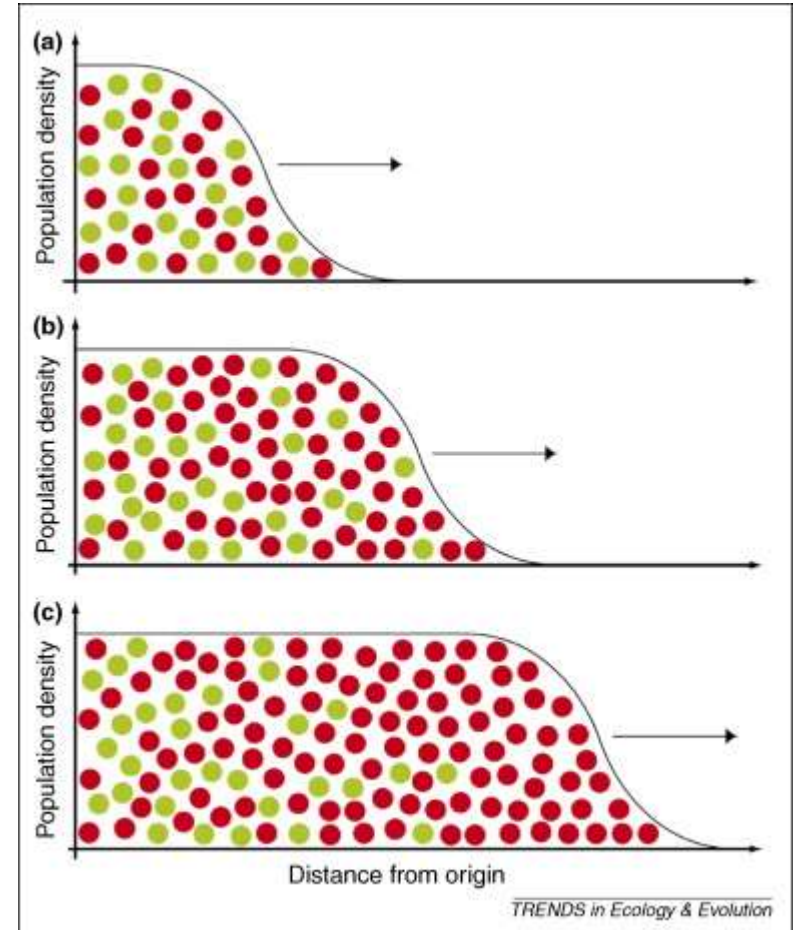 (a)
Population density
(b)
Population density
(c)
Population density
Distance from origin
TRENDS in Ecology & Evolution